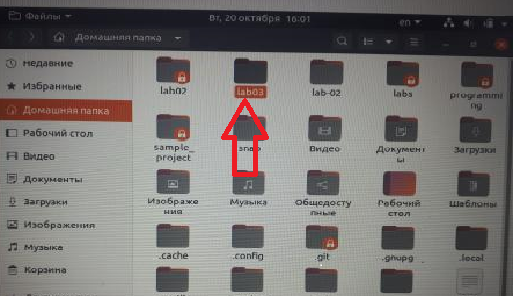 Файлы
Вт, 20 октября 16:01
en
Домашняя папка
Недавние
Избранные
Домашняя папка
Рабочий стол
Видео
Документы
Загрузки
Изображения
Музыка
Корзина
lab02
lab03
lab-02
labs
programmi
ng
sample_
project
snap
Видео
Документ
ы
Загрузки
Изображе
ния
Музыка
Общедосту
пные
Рабочий
стол
Шаблоны
.cache
.config
.git
.gnupg
.local